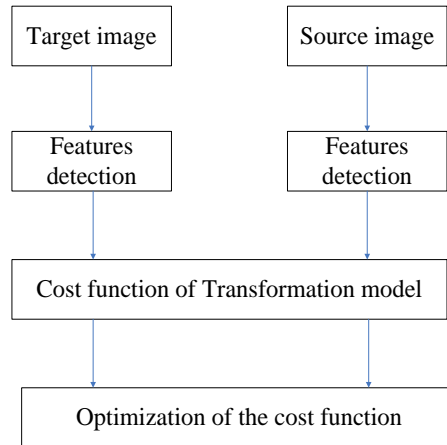 Target image
Source image
Features
detection
Features
detection
Cost function of Transformation model
Optimization of the cost function